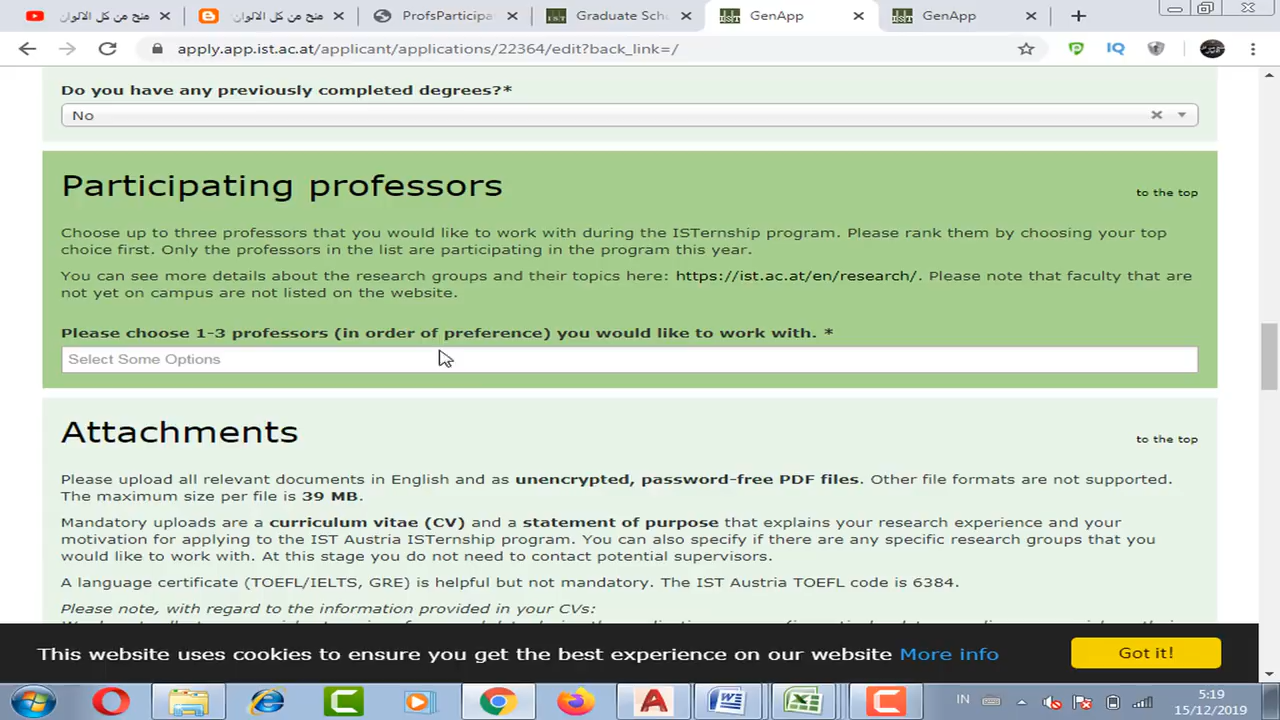 منح من كل الالوان
منح من كل الالوان
ProfsParticipa
Graduate Sch
GenApp
GenApp
apply.app.ist.ac.at/applicant/applications/22364/edit?back_link=/
IQ
Do you have any previously completed degrees?*
No
Participating professors
to the top
Choose up to three professors that you would like to work with during the ISTernship program. Please rank them by choosing your top
choice first. Only the professors in the list are participating in the program this year.
You can see more details about the research groups and their topics here: https://ist.ac.at/en/research/. Please note that faculty that are
not yet on campus are not listed on the website.
Please choose 1-3 professors (in order of preference) you would like to work with. *
Select Some Options
Attachments
to the top
Please upload all relevant documents in English and as unencrypted, password-free PDF files. Other file formats are not supported.
The maximum size per file is 39 MB.
Mandatory uploads are a curriculum vitae (CV) and a statement of purpose that explains your research experience and your
motivation for applying to the IST Austria ISTernship program. You can also specify if there are any specific research groups that you
would like to work with. At this stage you do not need to contact potential supervisors.
A language certificate (TOEFL/IELTS, GRE) is helpful but not mandatory. The IST Austria TOEFL code is 6384.
Please note, with regard to the information provided in your CVs:
This website uses cookies to ensure you get the best experience on our website More info
Got it!
IN
5:19
15/12/2019